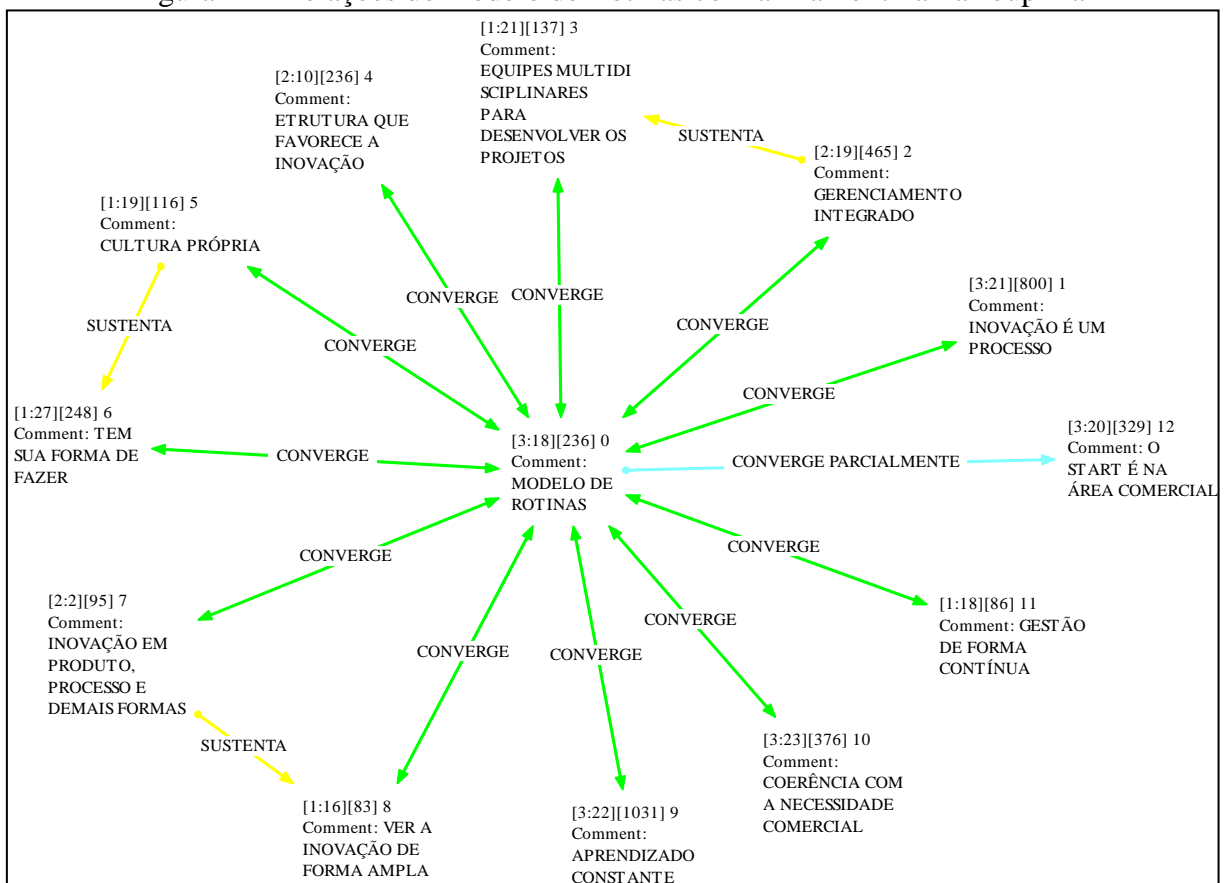 [1:21][137] 3
Comment:
EQUIPES MULTIDI
SCIPLINARES
PARA
DESENVOLVER OS
PROJETOS
[2:10][236] 4
Comment:
ETRUTURA QUE
FAVORECE A
INOVAÇÃO
SUSTENTA
[2:19][465] 2
Comment:
GERENCIAMENTO
INTEGRADO
[1:19][116] 5
Comment:
CULTURA PRÓPRIA
[3:21][800] 1
Comment:
INOVAÇÃO É UM
PROCESSO
SUSTENTA
CONVERGE
CONVERGE
CONVERGE
CONVERGE
CONVERGE
[1:27][248] 6
Comment: TEM
SUA FORMA DE
FAZER
CONVERGE
[3:18][236] 0
Comment:
MODELO DE
ROTINAS
CONVERGE PARCIALMENTE
[3:20][329] 12
Comment: O
START É NA
ÁREA COMERCIAL
CONVERGE
CONVERGE
[2:2][95] 7
Comment:
INOVAÇÃO EM
PRODUTO,
PROCESSO E
DEMAIS FORMAS
CONVERGE
CONVERGE
CONVERGE
[1:18][86] 11
Comment: GESTÃO
DE FORMA
CONTÍNUA
SUSTENTA
[3:23][376] 10
Comment:
COERÊNCIA COM
A NECESSIDADE
COMERCIAL
[1:16][83] 8
Comment: VER A
INOVAÇÃO DE
FORMA AMPLA
[3:22][1031] 9
Comment:
APRENDIZADO
CONSTANTE